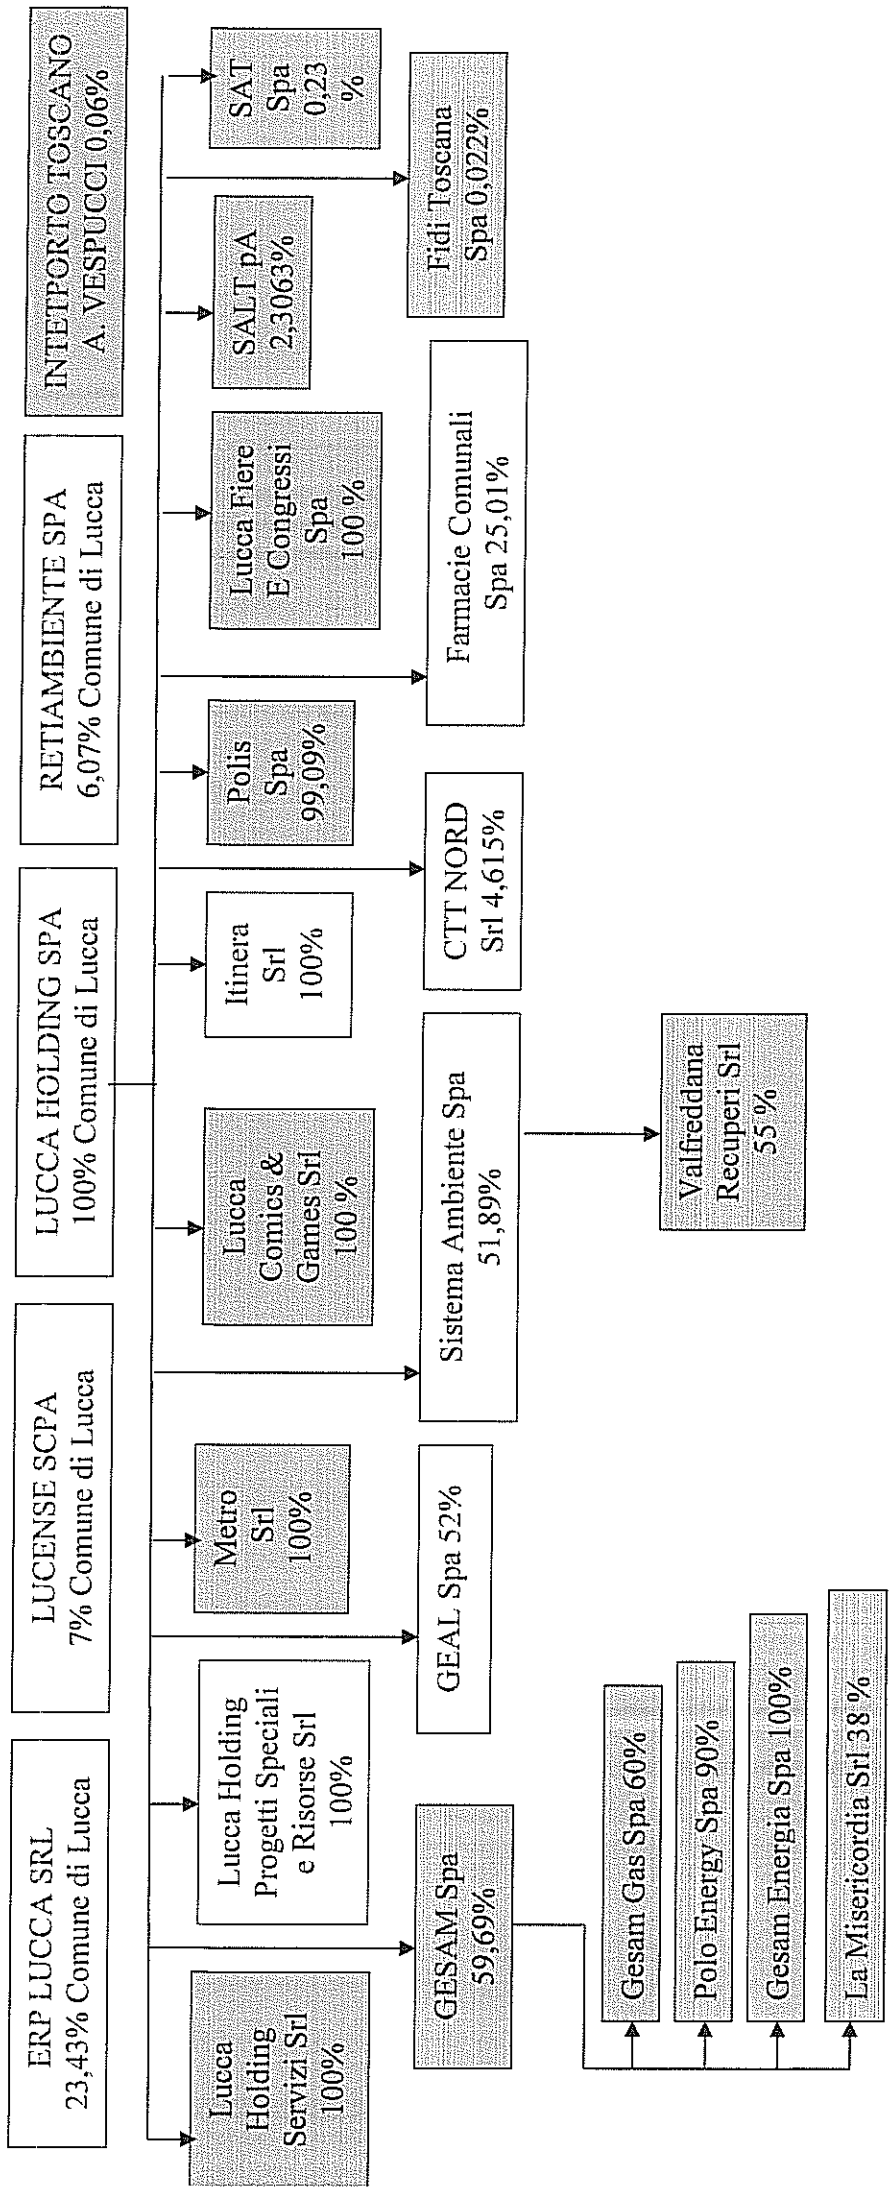 ERP LUCCA SRL
23,43% Comune di Lucca
LUCENSE SCPA
7% Comune di Lucca
LUCCA HOLDING SPA
100% Comune di Lucca
RETIAMBIENTE SPA
6,07% Comune di Lucca
INTETPORTO TOSCANO
A. VESPUCCI 0,06%
Lucca
Holding
Servizi Srl
100%
Lucca Holding
Progetti Speciali
e Risorse Srl
100%
Metro
Srl
100%
Lucca
Comics &
Games Srl
100 %
Itinera
Srl
100%
Polis
Spa
99,09%
Lucca Fiere
E Congressi
Spa
100 %
SALT pA
2,3063%
SAT
Spa
0,23
%
GESAM Spa
59,69%
GEAL Spa 52%
Sistema Ambiente Spa
51,89%
CTT NORD
Srl 4,615%
Farmacie Comunali
Spa 25,01%
Fidi Toscana
Spa 0,022%
Gesam Gas Spa 60%
Polo Energy Spa 90%
Gesam Energia Spa 100%
La Misericordia Srl 38 %
Valfreddana
Recuperi Srl
55 %